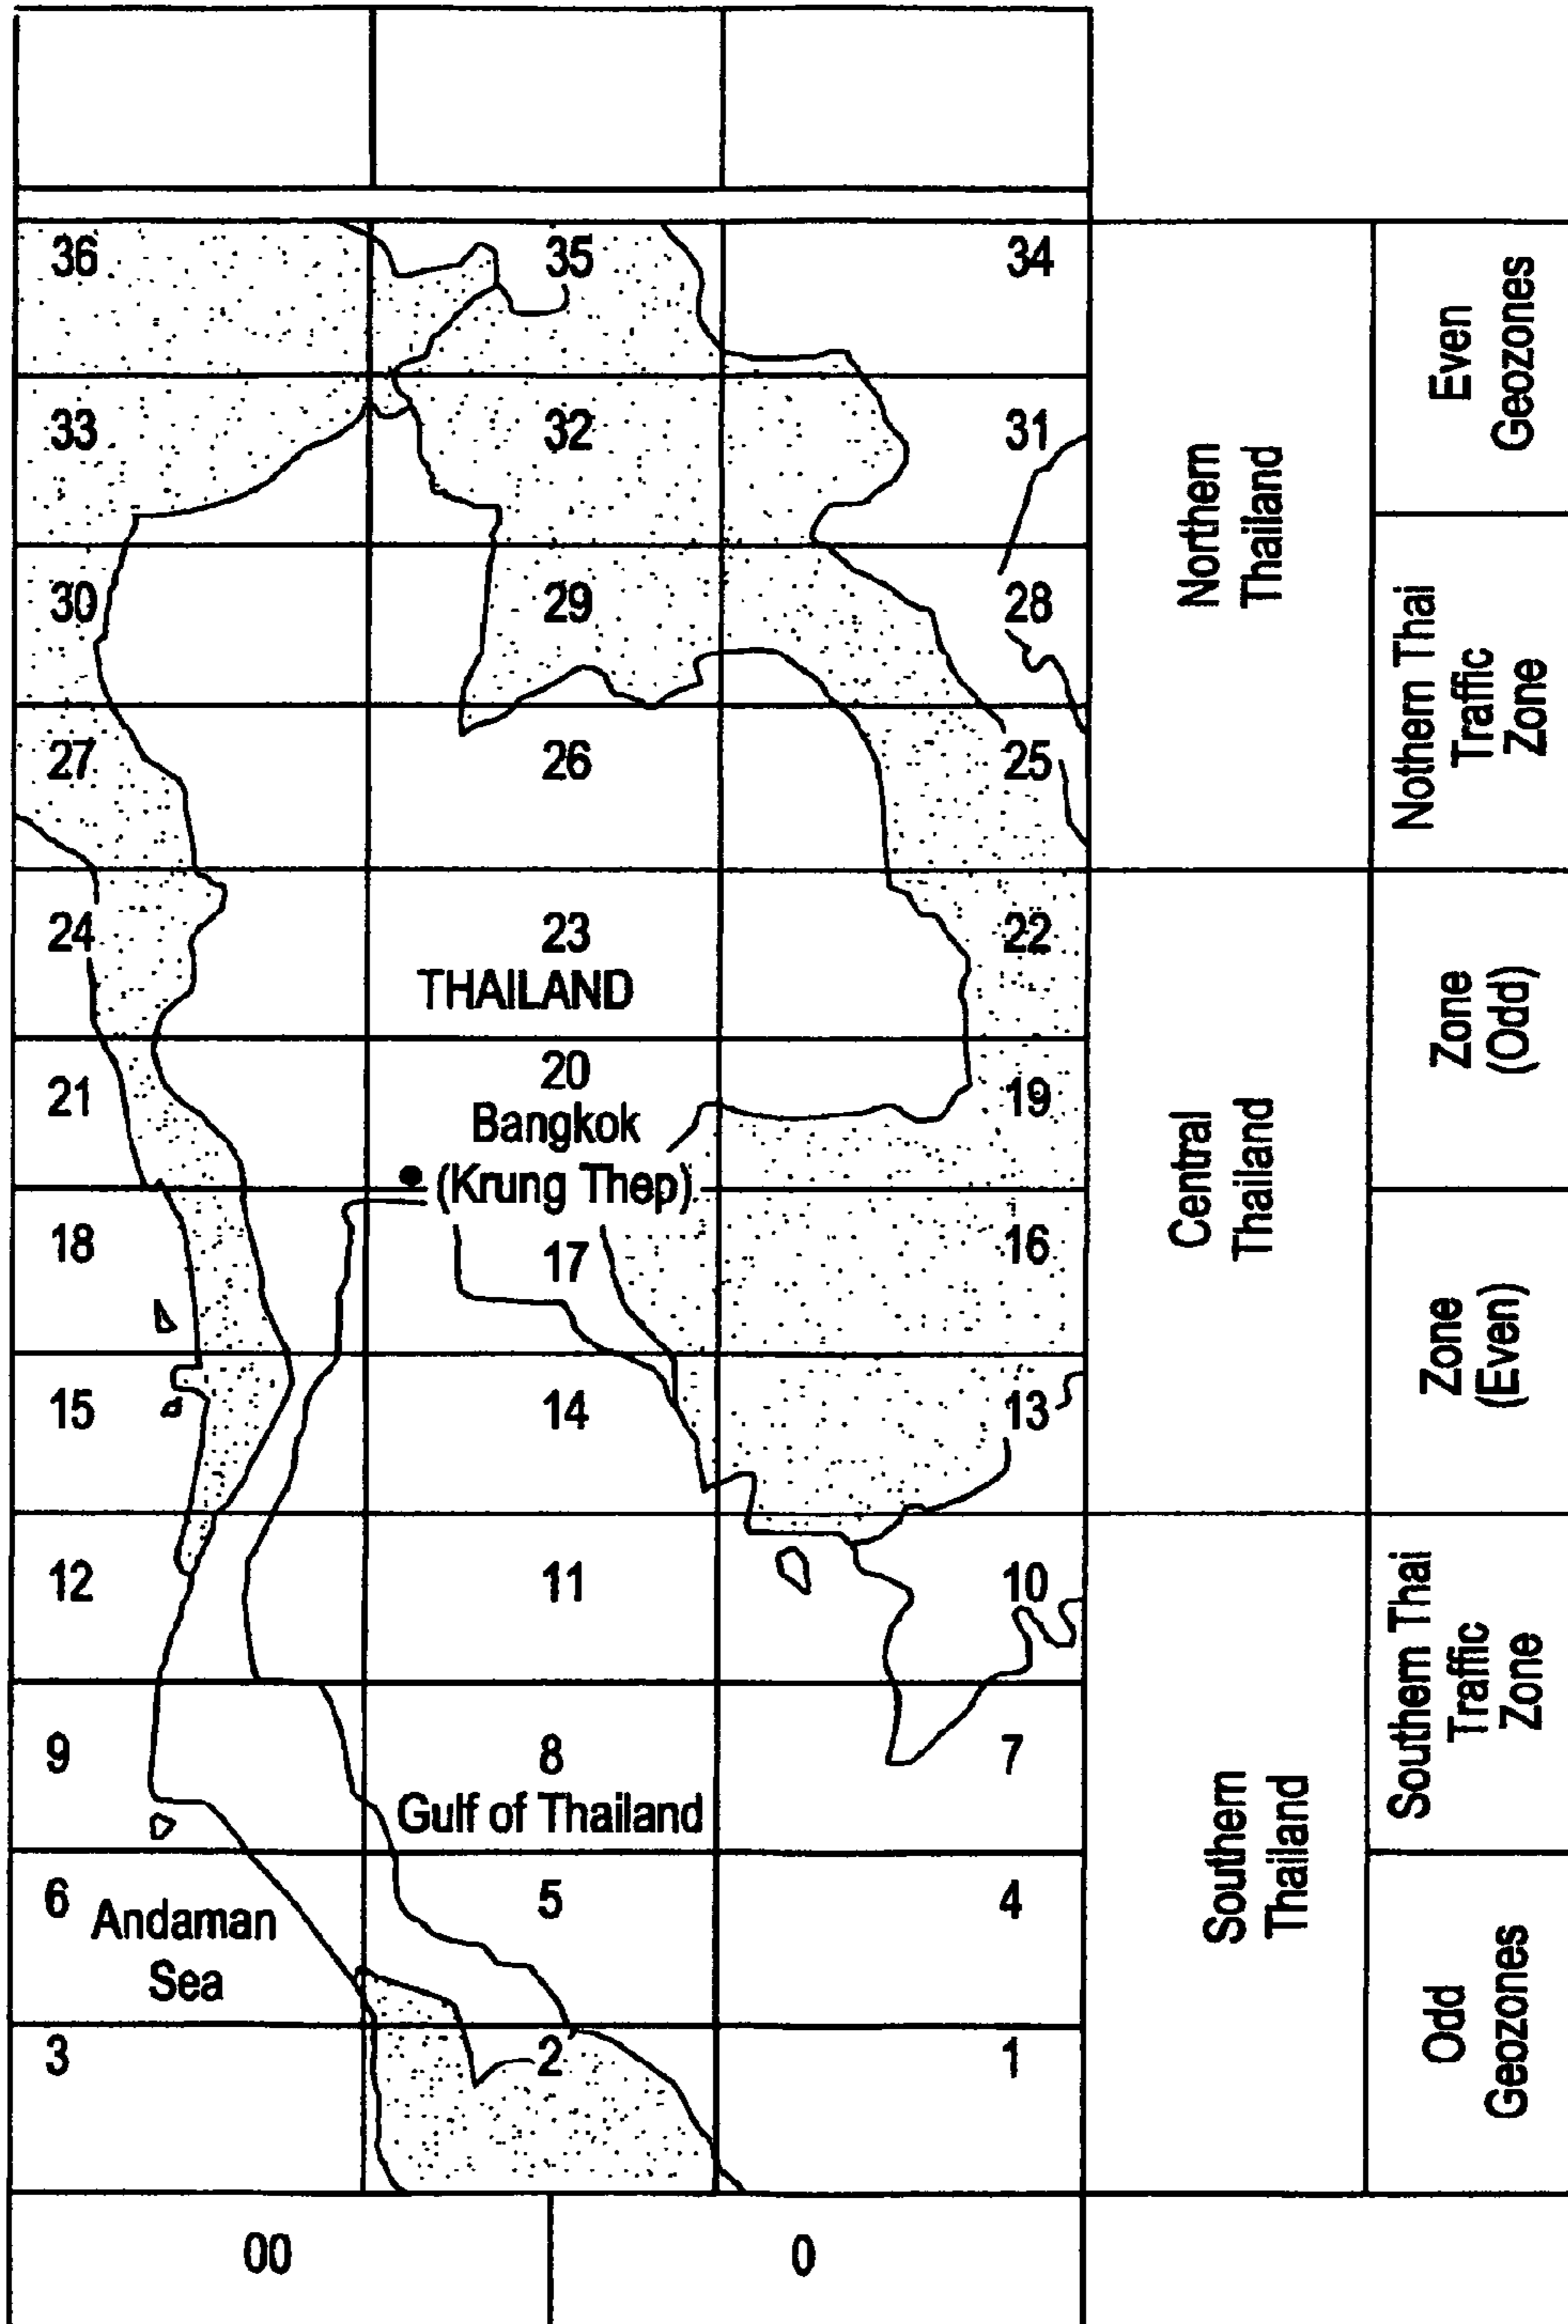 36
35
34
33
32
31
30
29
28
27
26
25
24
23
22
THAILAND
20
21
19
Bangkok
(Krung Thep)
18
17
16
15
14
13
12
11
10
9
8
7
Gulf of Thailand
6
5
4
Andaman
Sea
3
2
1
00
0
Northern
Thailand
Central
Thailand
Southern
Thailand
Even
Geozones
Nothern Thai
Traffic
Zone
Zone
(Odd)
Zone
(Even)
Southern Thai
Traffic
Zone
Odd
Geozones